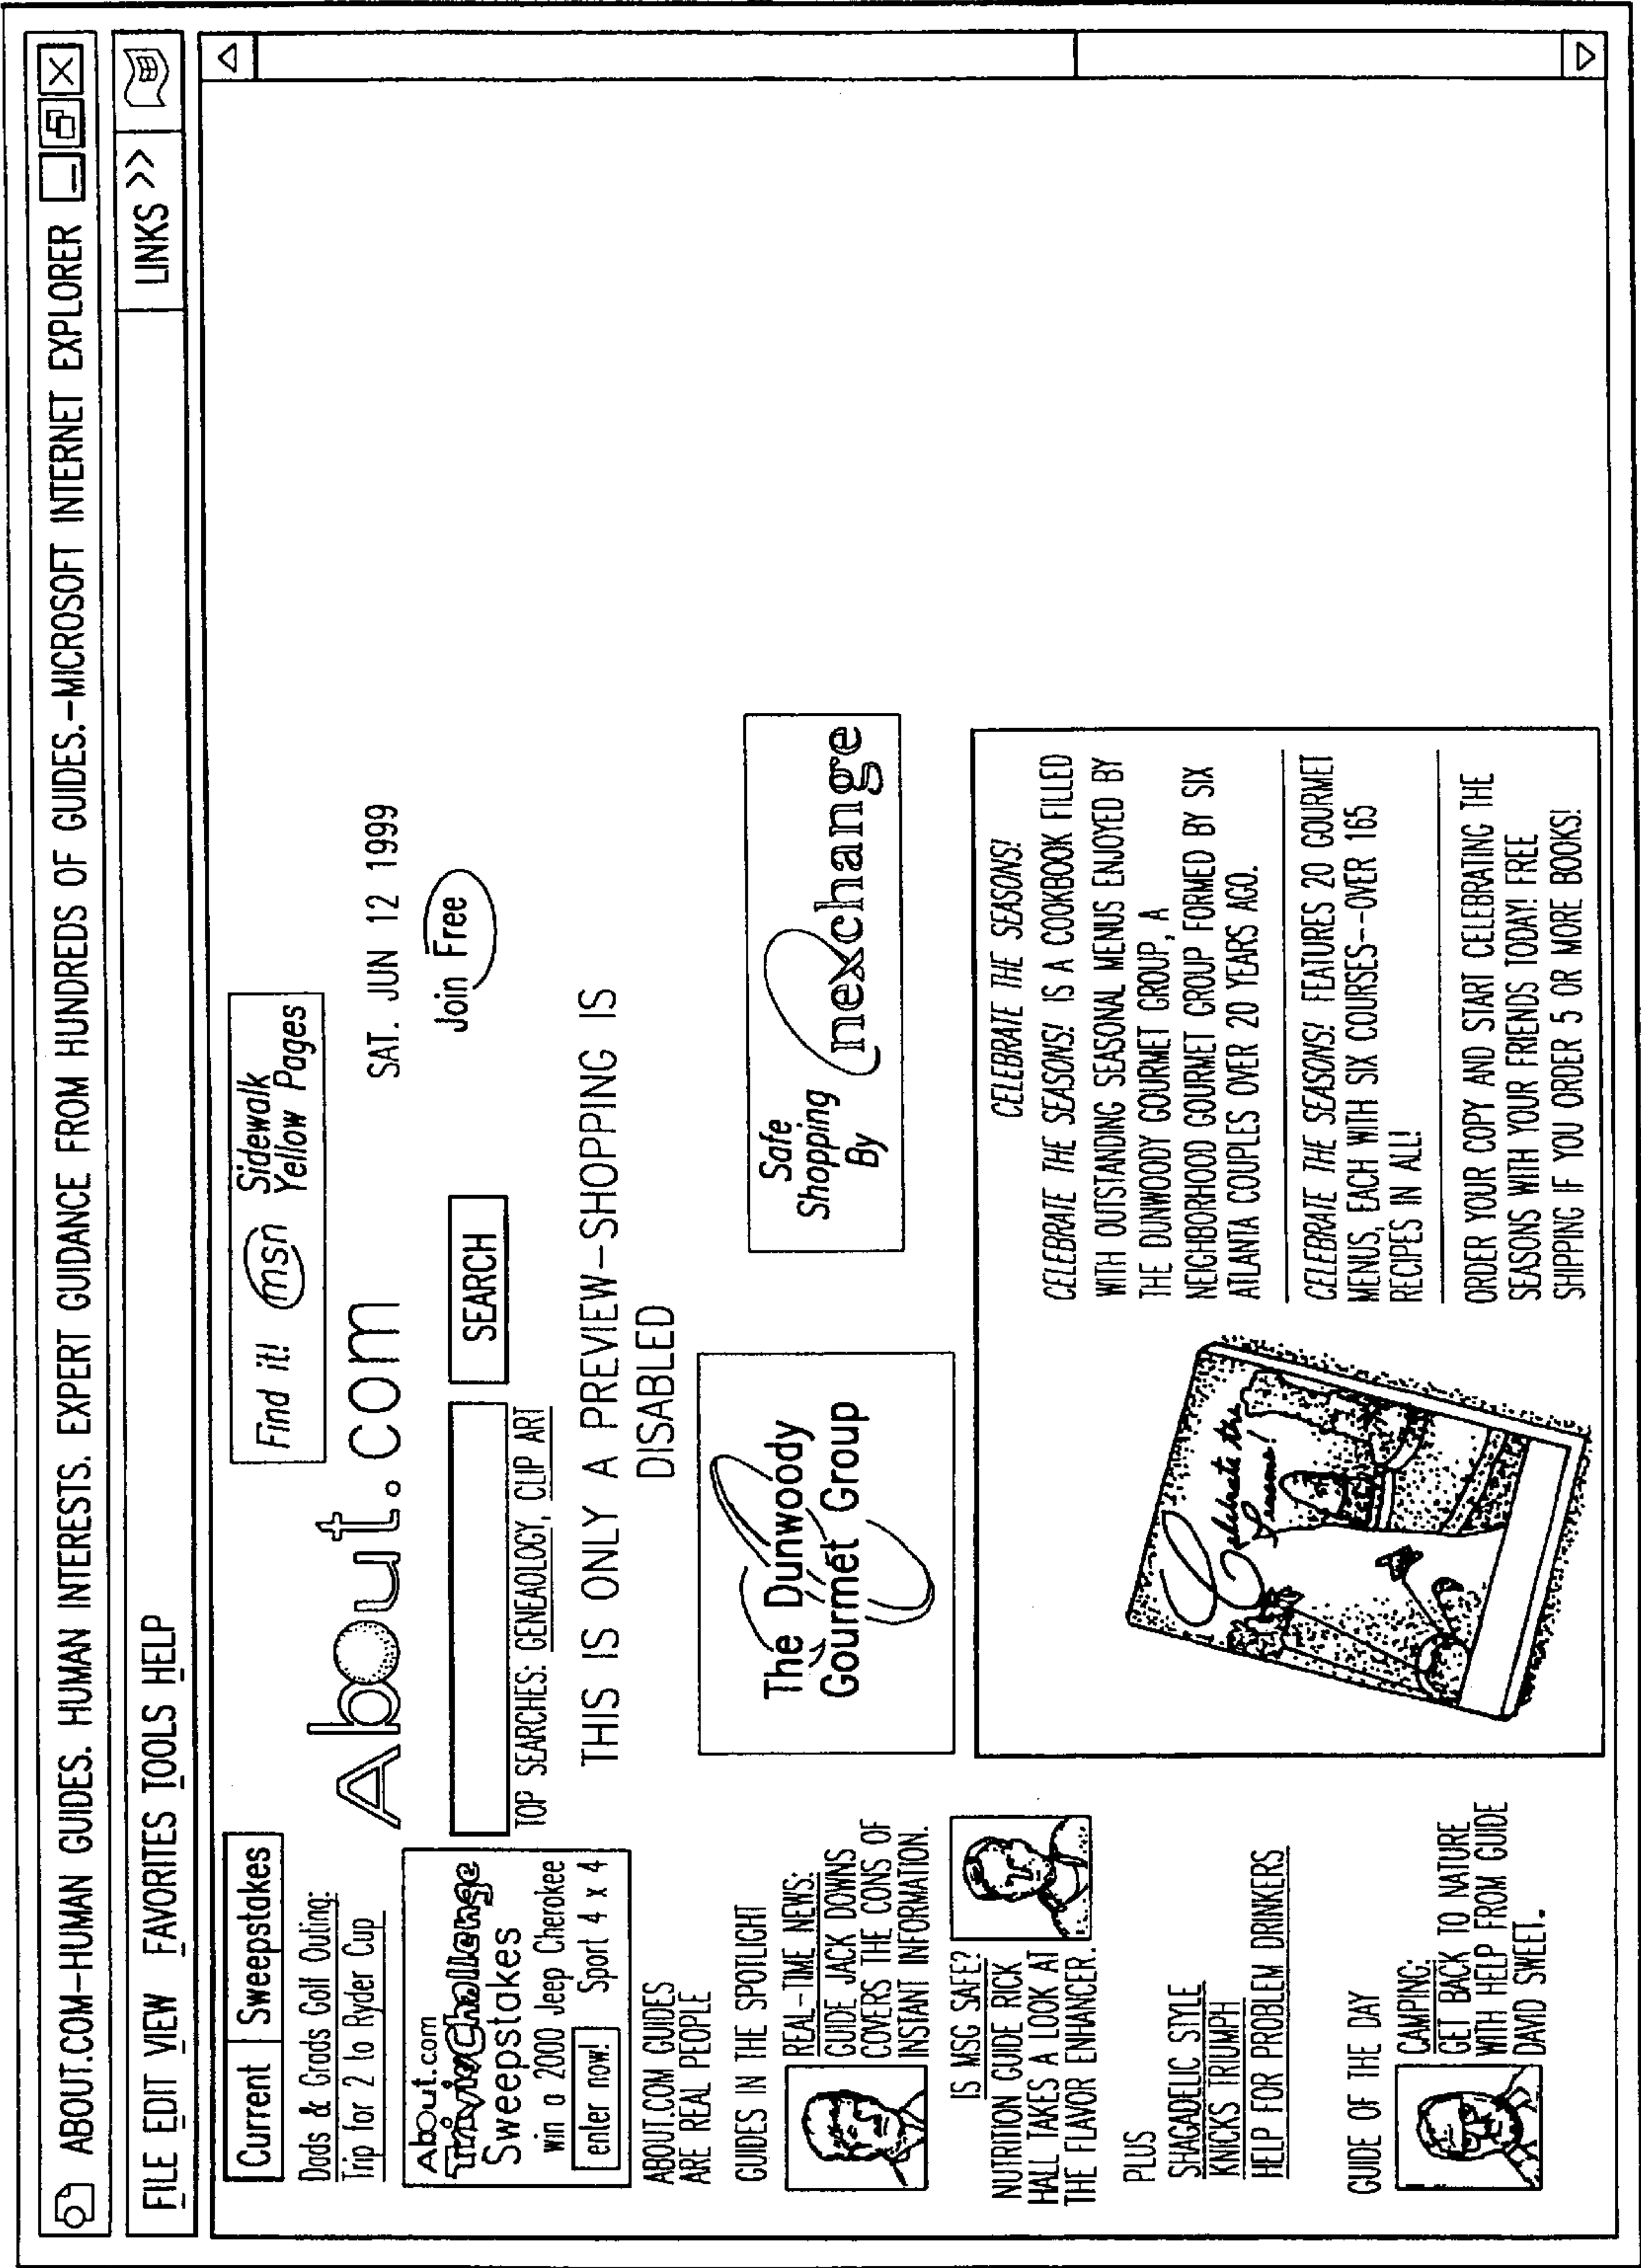 ABOUT.COM-HUMAN GUIDES. HUMAN INTERESTS. EXPERT GUIDANCE FROM HUNDREDS OF GUIDES.-MICROSOFT INTERNET EXPLORER
FILE EDIT VIEW FAVORITES TOOLS HELP
LINKS >>
Current Sweepstakes
Dads & Grads Golf Outing:
Trip for 2 to Ryder Cup
About.com
Trivia Challenge
Sweepstakes
win a 2000 Jeep Cherokee
enter now! Sport 4 x 4
ABOUT.COM GUIDES
ARE REAL PEOPLE
GUIDES IN THE SPOTLIGHT
REAL-TIME NEWS:
GUIDE JACK DOWNS
COVERS THE CONS OF
INSTANT INFORMATION.
IS MSG SAFE?
NUTRITION GUIDE RICK
HALL TAKES A LOOK AT
THE FLAVOR ENHANCER.
PLUS
SHAGADELIC STYLE
KNICKS TRIUMPH
HELP FOR PROBLEM DRINKERS
GUIDE OF THE DAY
CAMPING:
GET BACK TO NATURE
WITH HELP FROM GUIDE
DAVID SWEET.
Find it! msn Sidewalk
Yellow Pages
About.com
SAT. JUN 12 1999
SEARCH
Join Free
TOP SEARCHES: GENEAOLOGY, CLIP ART
THIS IS ONLY A PREVIEW-SHOPPING IS
DISABLED
The Dunwoody
Gourmet Group
Safe
Shopping
By
nexchange
Celebrate the
Seasons!
CELEBRATE THE SEASONS!
CELEBRATE THE SEASONS! IS A COOKBOOK FILLED
WITH OUTSTANDING SEASONAL MENUS ENJOYED BY
THE DUNWOODY GOURMET GROUP, A
NEIGHBORHOOD GOURMET GROUP FORMED BY SIX
ATLANTA COUPLES OVER 20 YEARS AGO.
CELEBRATE THE SEASONS! FEATURES 20 GOURMET
MENUS, EACH WITH SIX COURSES--OVER 165
RECIPES IN ALL!
ORDER YOUR COPY AND START CELEBRATING THE
SEASONS WITH YOUR FRIENDS TODAY! FREE
SHIPPING IF YOU ORDER 5 OR MORE BOOKS!